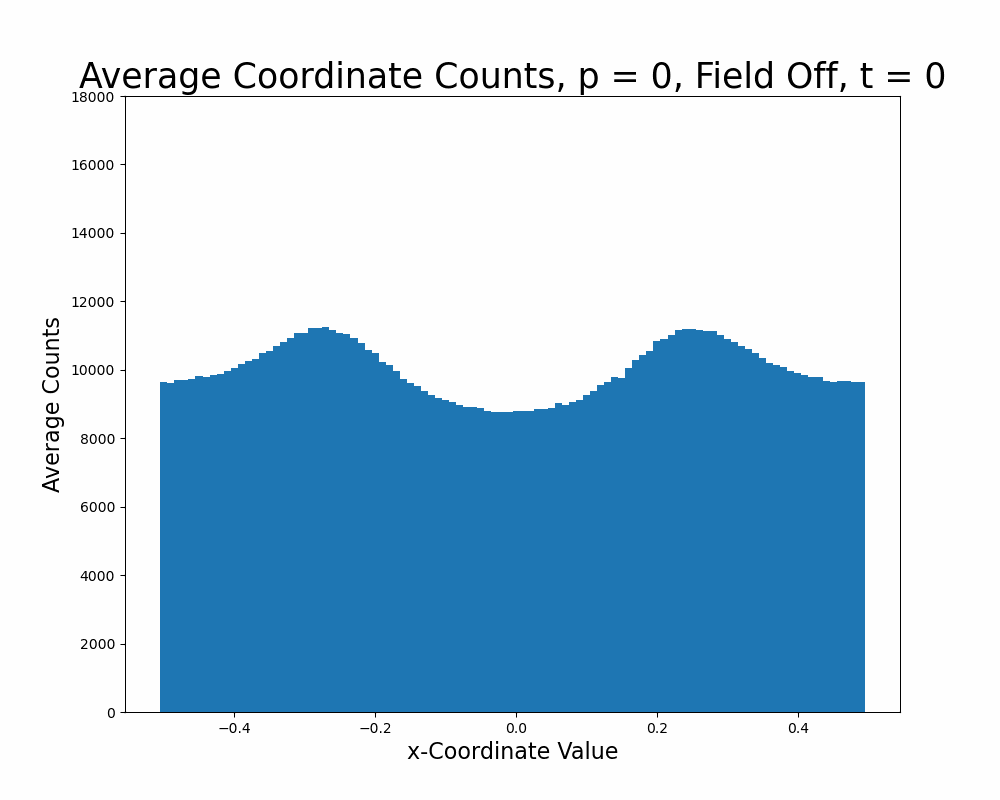 Average Coordinate Counts, p = 0, Field Off, t = 0
18000
16000
14000
12000
10000
8000
6000
4000
2000
0
Average Counts
−0.4 −0.2 0.0 0.2 0.4
x-Coordinate Value